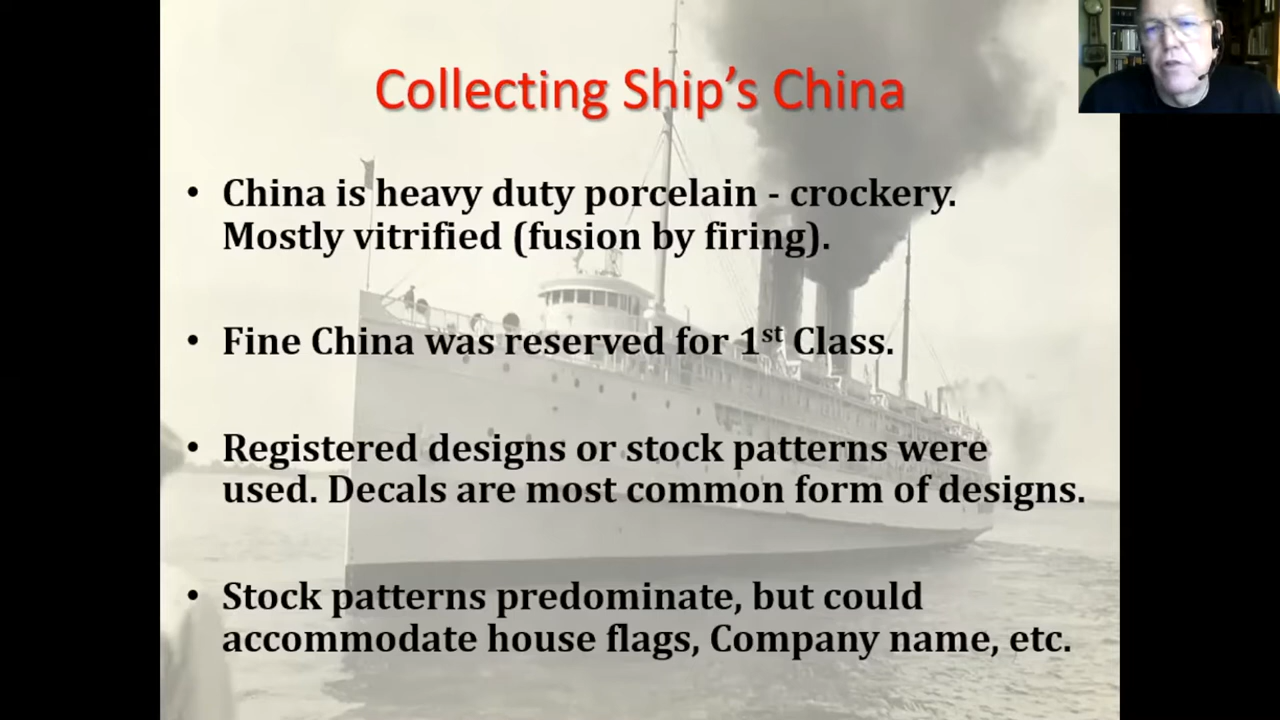 Collecting Ship’s China
• China is heavy duty porcelain - crockery.
Mostly vitrified (fusion by firing).
• Fine China was reserved for 1st Class.
• Registered designs or stock patterns were
used. Decals are most common form of designs.
• Stock patterns predominate, but could
accommodate house flags, Company name, etc.